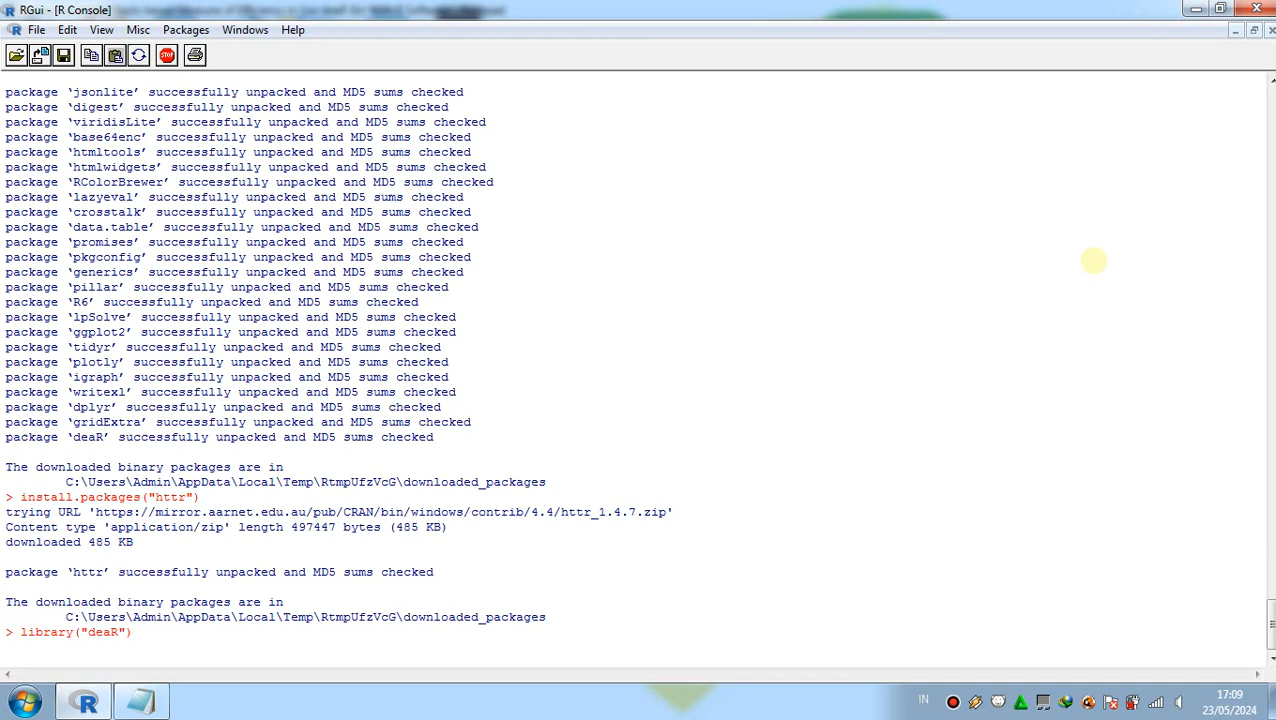 RGui - [R Console]
File Edit View Misc Packages Windows Help
STOP
package ‘jsonlite’ successfully unpacked and MD5 sums checked
package ‘digest’ successfully unpacked and MD5 sums checked
package ‘viridisLite’ successfully unpacked and MD5 sums checked
package ‘base64enc’ successfully unpacked and MD5 sums checked
package ‘htmltools’ successfully unpacked and MD5 sums checked
package ‘htmlwidgets’ successfully unpacked and MD5 sums checked
package ‘RColorBrewer’ successfully unpacked and MD5 sums checked
package ‘lazyeval’ successfully unpacked and MD5 sums checked
package ‘crosstalk’ successfully unpacked and MD5 sums checked
package ‘data.table’ successfully unpacked and MD5 sums checked
package ‘promises’ successfully unpacked and MD5 sums checked
package ‘pkgconfig’ successfully unpacked and MD5 sums checked
package ‘generics’ successfully unpacked and MD5 sums checked
package ‘pillar’ successfully unpacked and MD5 sums checked
package ‘R6’ successfully unpacked and MD5 sums checked
package ‘lpSolve’ successfully unpacked and MD5 sums checked
package ‘ggplot2’ successfully unpacked and MD5 sums checked
package ‘tidyr’ successfully unpacked and MD5 sums checked
package ‘plotly’ successfully unpacked and MD5 sums checked
package ‘igraph’ successfully unpacked and MD5 sums checked
package ‘writexl’ successfully unpacked and MD5 sums checked
package ‘dplyr’ successfully unpacked and MD5 sums checked
package ‘gridExtra’ successfully unpacked and MD5 sums checked
package ‘deaR’ successfully unpacked and MD5 sums checked
The downloaded binary packages are in
C:\Users\Admin\AppData\Local\Temp\RtmpUfzVcG\downloaded_packages
> install.packages("httr")
trying URL 'https://mirror.aarnet.edu.au/pub/CRAN/bin/windows/contrib/4.4/httr_1.4.7.zip'
Content type 'application/zip' length 497447 bytes (485 KB)
downloaded 485 KB
package ‘httr’ successfully unpacked and MD5 sums checked
The downloaded binary packages are in
C:\Users\Admin\AppData\Local\Temp\RtmpUfzVcG\downloaded_packages
> library("deaR")
IN
17:09
23/05/2024